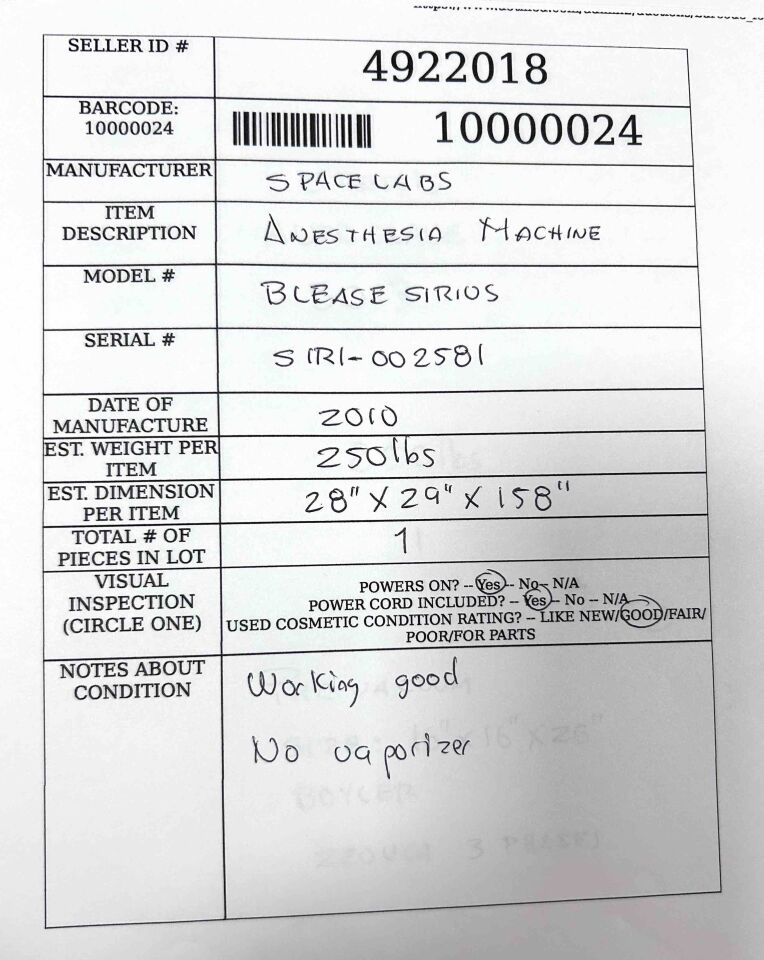 SELLER ID #
4922018
BARCODE:
10000024
10000024
MANUFACTURER
SPACELABS
ITEM
DESCRIPTION
ANESTHESIA MACHINE
MODEL #
BLEASE SIRIUS
SERIAL #
SIRI-002581
DATE OF
MANUFACTURE
2010
EST. WEIGHT PER
ITEM
250lbs
EST. DIMENSION
PER ITEM
28" X 29" X 158"
TOTAL # OF
PIECES IN LOT
1
VISUAL
INSPECTION
(CIRCLE ONE)
POWERS ON? -- Yes -- No -- N/A
POWER CORD INCLUDED? -- Yes -- No -- N/A
USED COSMETIC CONDITION RATING? -- LIKE NEW/GOOD/FAIR/
POOR/FOR PARTS
NOTES ABOUT
CONDITION
Working good
No vaporizer